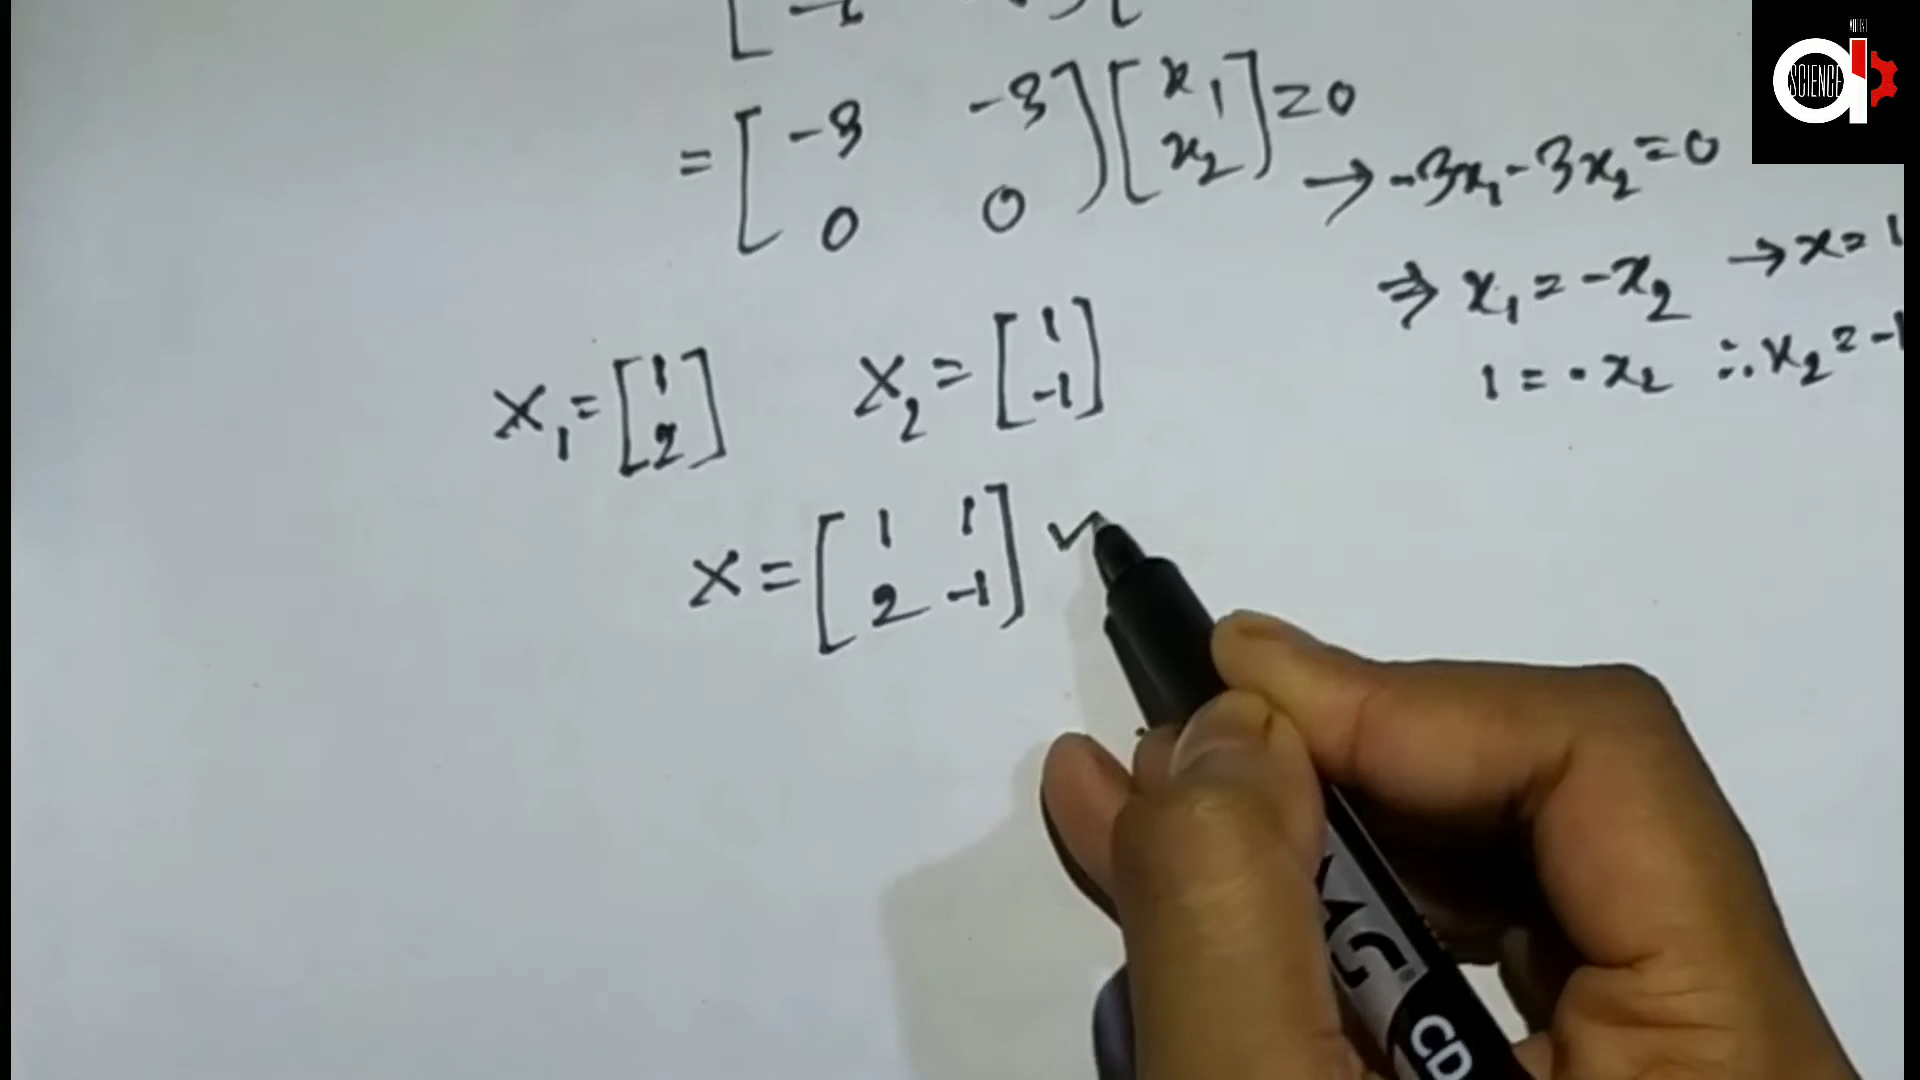 = [ -3 -3 ] [ x1 ] = 0
[ 0 0 ] [ x2 ]
→ -3x1 - 3x2 = 0
⇒ x1 = -x2 → x = 1
1 = -x2 ∴ x2 = -1
X1 = [ 1 ] X2 = [ 1 ]
[ 2 ] [ -1 ]
X = [ 1 1 ] ✓
[ 2 -1 ]
SCIENCE
CD